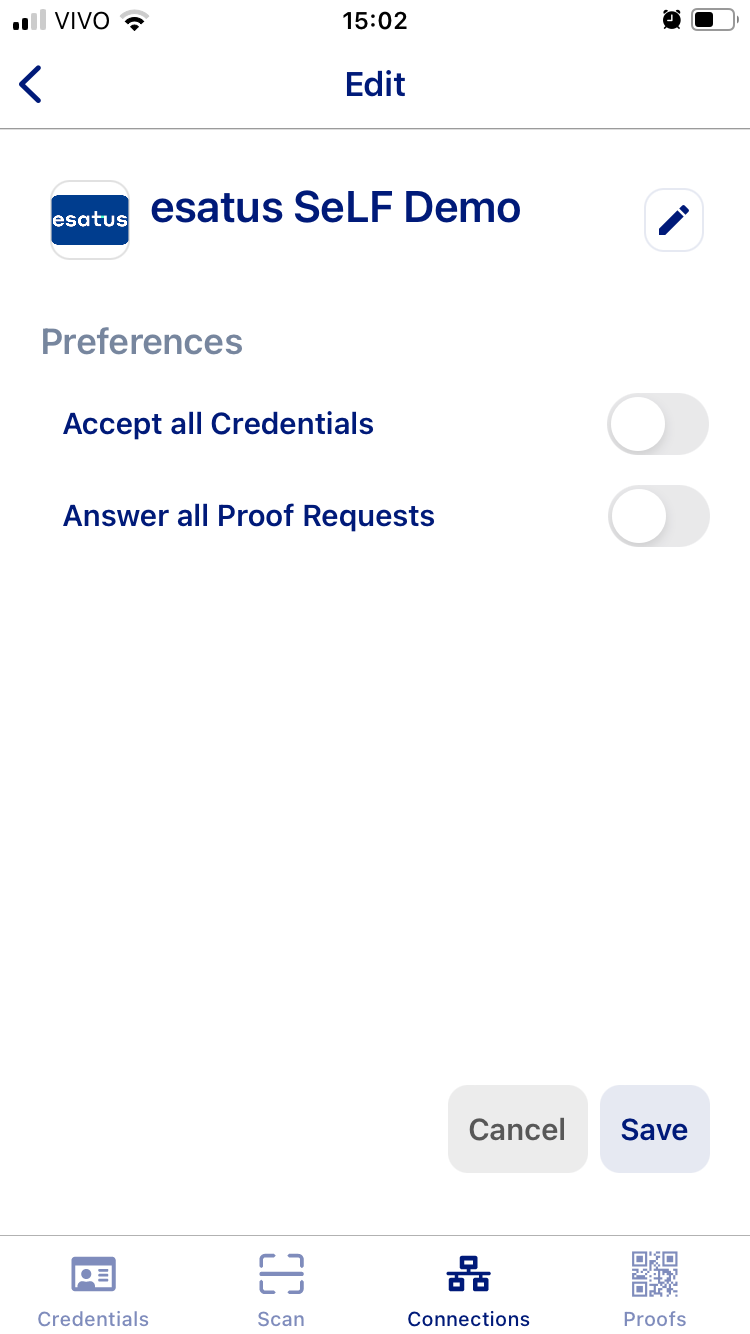 VIVO 15:02
Edit
esatus
esatus SeLF Demo
Preferences
Accept all Credentials
Answer all Proof Requests
Cancel Save
Credentials Scan Connections Proofs